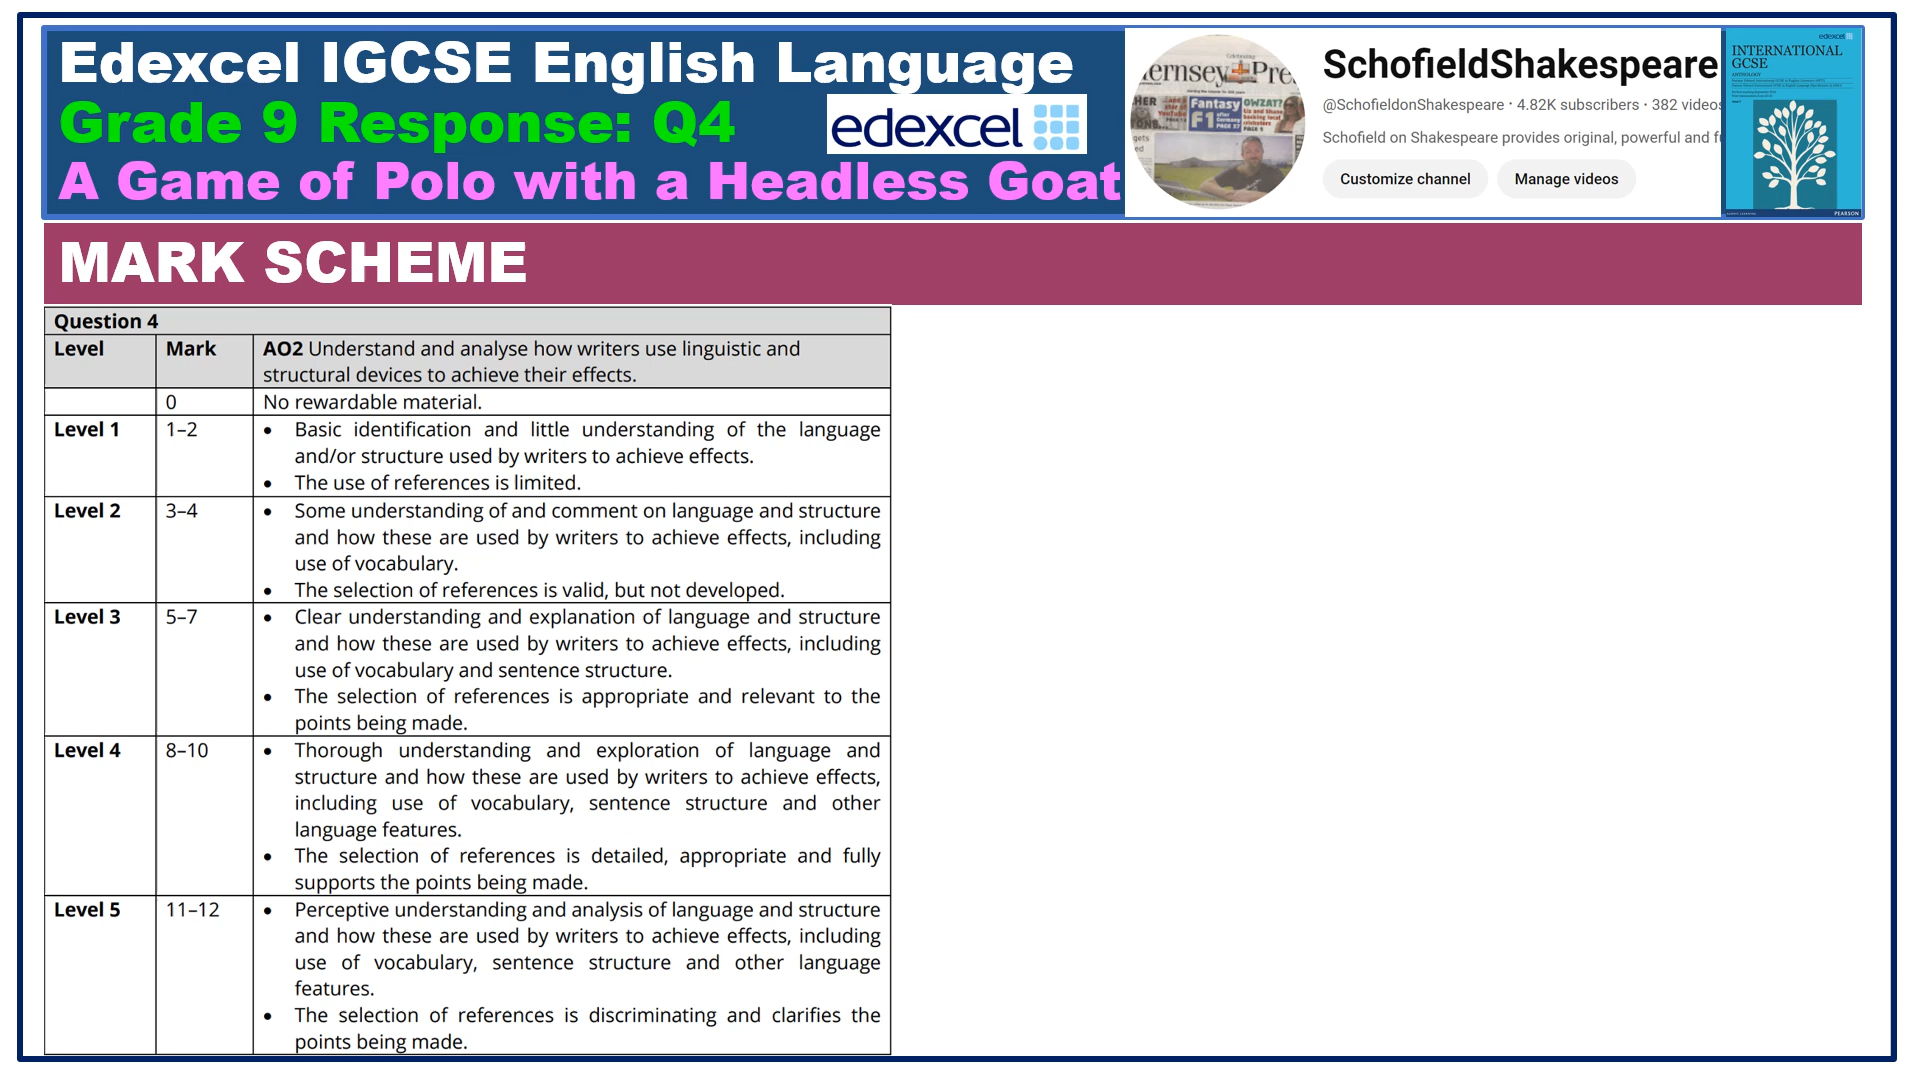 Edexcel IGCSE English Language
Grade 9 Response: Q4
edexcel
A Game of Polo with a Headless Goat
SchofieldShakespeare
@SchofieldonShakespeare · 4.82K subscribers · 382 videos
Schofield on Shakespeare provides original, powerful and fu
Customize channel
Manage videos
ernsey Pre
HER
Fantasy
F1
OWZAT?
edexcel
INTERNATIONAL
GCSE
ANTHOLOGY
PEARSON
MARK SCHEME
Question 4
Level Mark AO2 Understand and analyse how writers use linguistic and
structural devices to achieve their effects.
0 No rewardable material.
Level 1 1–2 • Basic identification and little understanding of the language
and/or structure used by writers to achieve effects.
• The use of references is limited.
Level 2 3–4 • Some understanding of and comment on language and structure
and how these are used by writers to achieve effects, including
use of vocabulary.
• The selection of references is valid, but not developed.
Level 3 5–7 • Clear understanding and explanation of language and structure
and how these are used by writers to achieve effects, including
use of vocabulary and sentence structure.
• The selection of references is appropriate and relevant to the
points being made.
Level 4 8–10 • Thorough understanding and exploration of language and
structure and how these are used by writers to achieve effects,
including use of vocabulary, sentence structure and other
language features.
• The selection of references is detailed, appropriate and fully
supports the points being made.
Level 5 11–12 • Perceptive understanding and analysis of language and structure
and how these are used by writers to achieve effects, including
use of vocabulary, sentence structure and other language
features.
• The selection of references is discriminating and clarifies the
points being made.